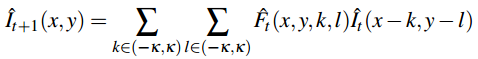 Î_{t+1}(x,y) = ∑_{k∈(−κ,κ)} ∑_{l∈(−κ,κ)} F̂_t(x,y,k,l)Î_t(x−k,y−l)